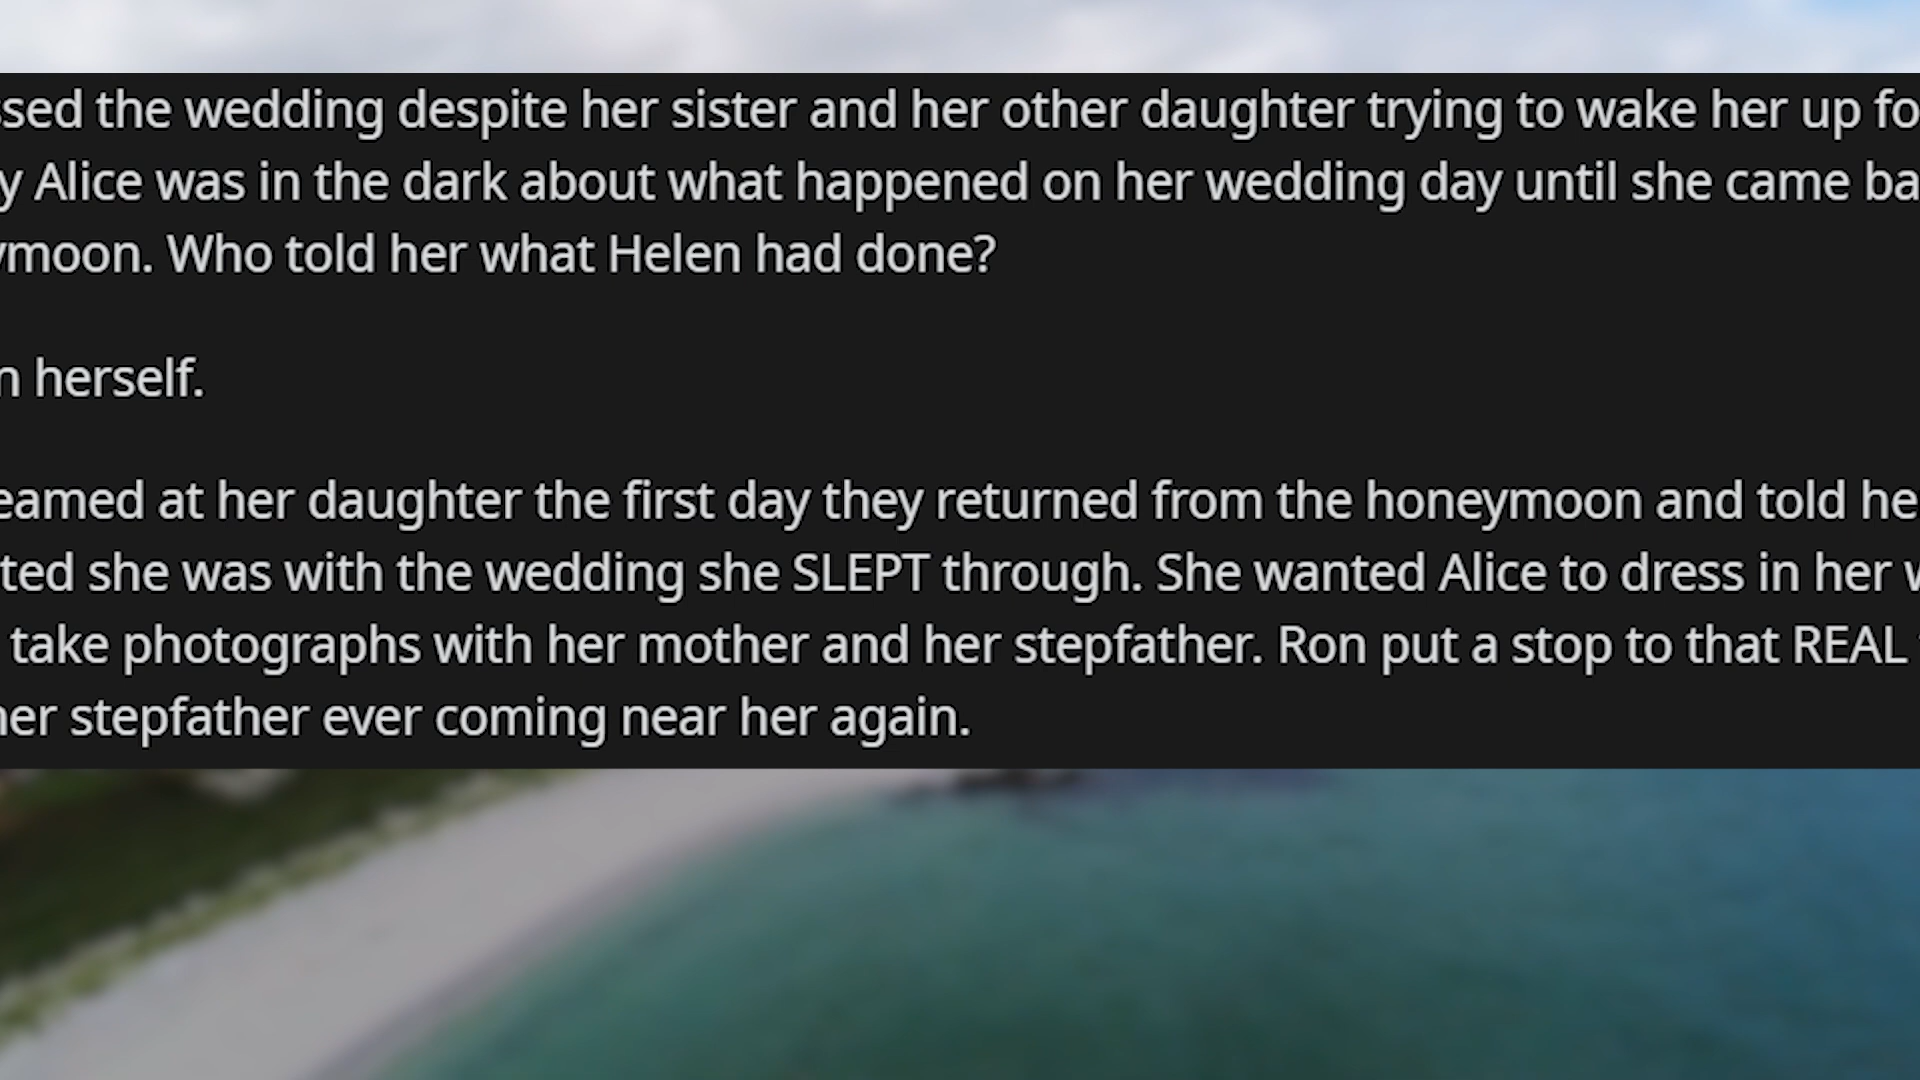 ssed the wedding despite her sister and her other daughter trying to wake her up fo
y Alice was in the dark about what happened on her wedding day until she came ba
ymoon. Who told her what Helen had done?
n herself.
eamed at her daughter the first day they returned from the honeymoon and told he
ted she was with the wedding she SLEPT through. She wanted Alice to dress in her w
take photographs with her mother and her stepfather. Ron put a stop to that REAL
her stepfather ever coming near her again.